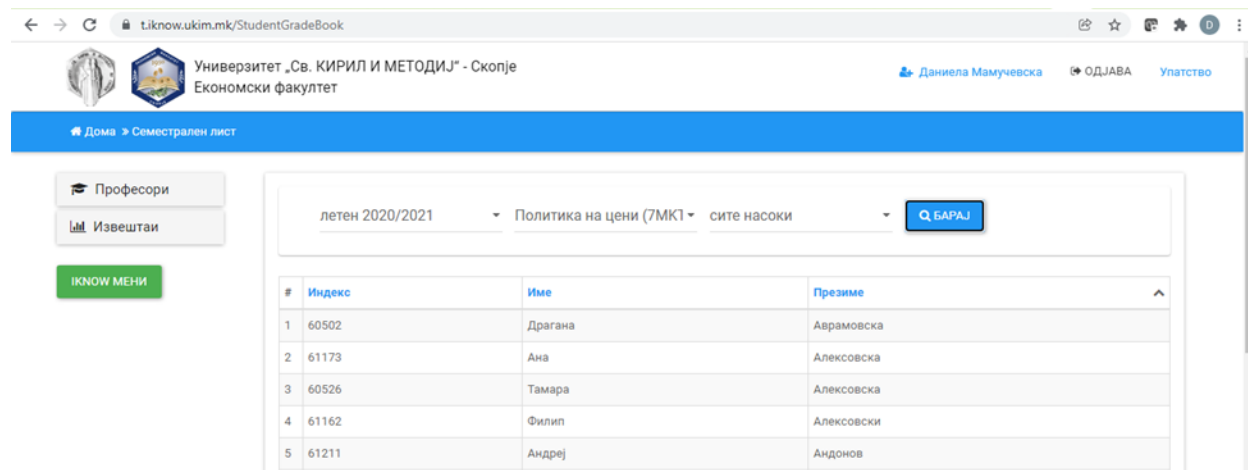 t.iknow.ukim.mk/StudentGradeBook
D
Универзитет „Св. КИРИЛ И МЕТОДИЈ“ - Скопје
Економски факултет
Даниела Мамучевска ОДЈАВА Упатство
Дома » Семестрален лист
Професори
Извештаи
IKNOW МЕНИ
летен 2020/2021 Политика на цени (7МКТ сите насоки БАРАЈ
# Индекс Име Презиме
1 60502 Драгана Аврамовска
2 61173 Ана Алексовска
3 60526 Тамара Алексовска
4 61162 Филип Алексовски
5 61211 Андреј Андонов